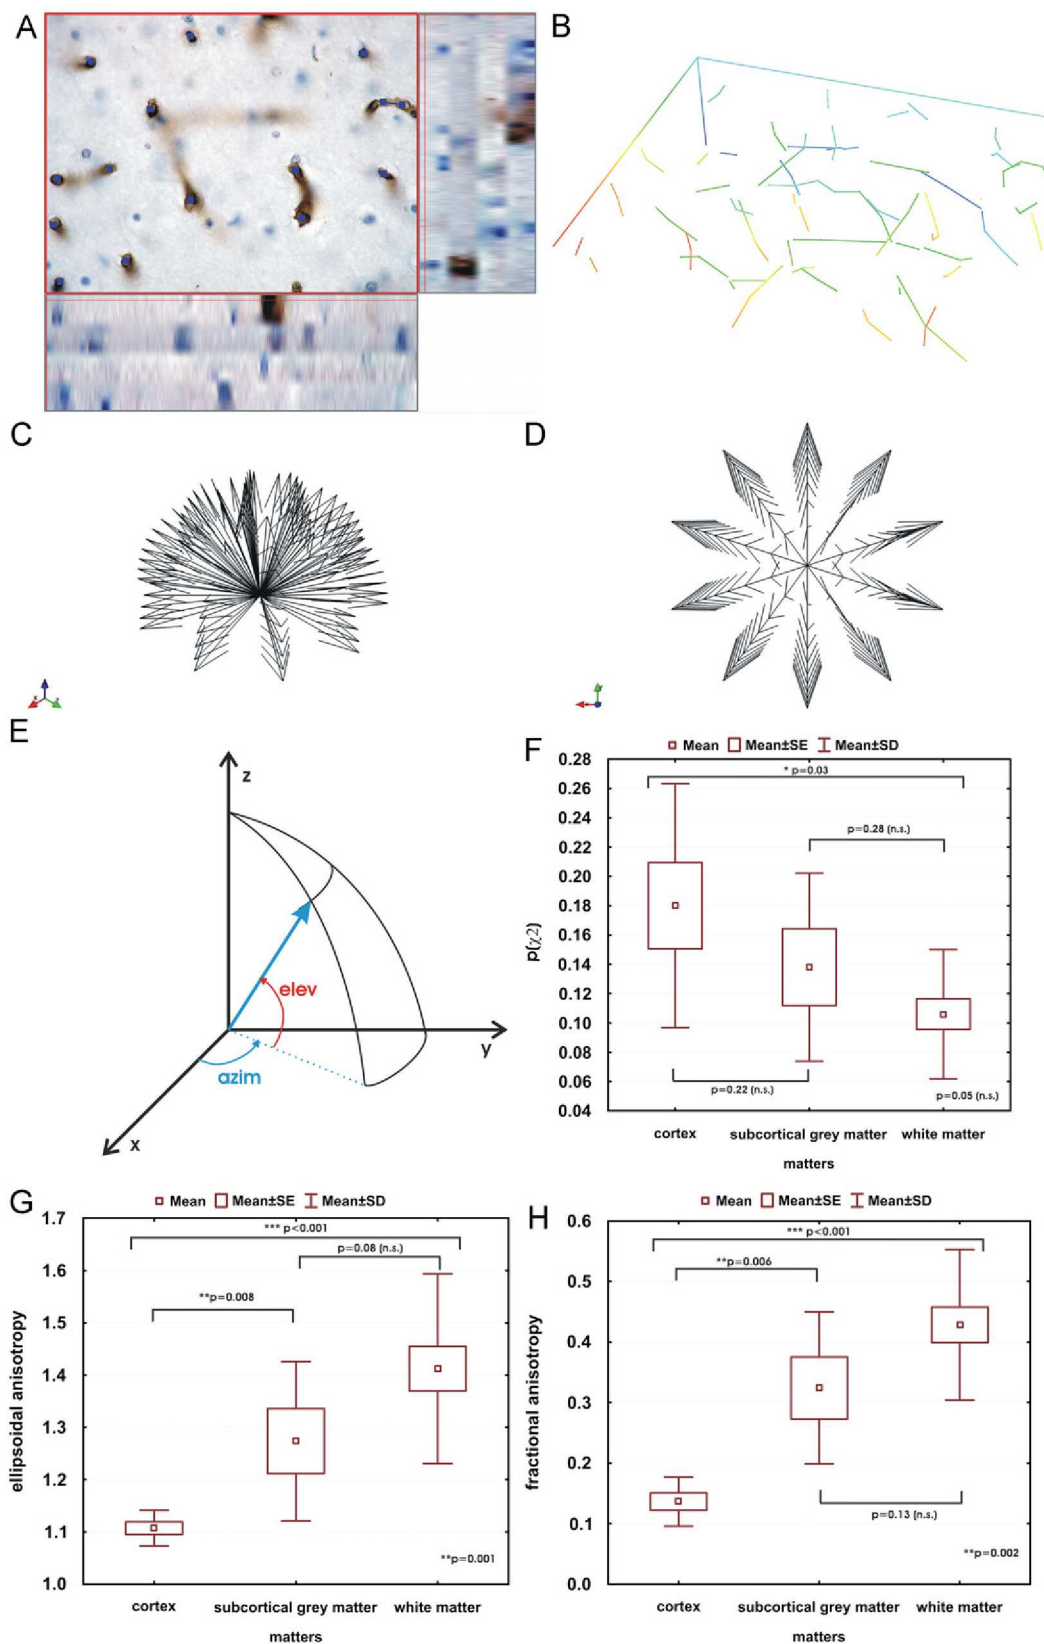 A
B
C
D
E
z
elev
azim
y
x
F
Mean Mean±SE Mean±SD
0.28
0.26
0.24
0.22
0.20
0.18
0.16
0.14
0.12
0.10
0.08
0.06
0.04
p(χ2)
* p=0.03
p=0.28 (n.s.)
p=0.22 (n.s.)
p=0.05 (n.s.)
cortex subcortical grey matter white matter
matters
G
Mean Mean±SE Mean±SD
1.7
1.6
1.5
1.4
1.3
1.2
1.1
1.0
ellipsoidal anisotropy
*** p<0.001
p=0.08 (n.s.)
**p=0.008
**p=0.001
cortex subcortical grey matter white matter
matters
H
Mean Mean±SE Mean±SD
0.6
0.5
0.4
0.3
0.2
0.1
0.0
fractional anisotropy
*** p<0.001
**p=0.006
p=0.13 (n.s.)
**p=0.002
cortex subcortical grey matter white matter
matters